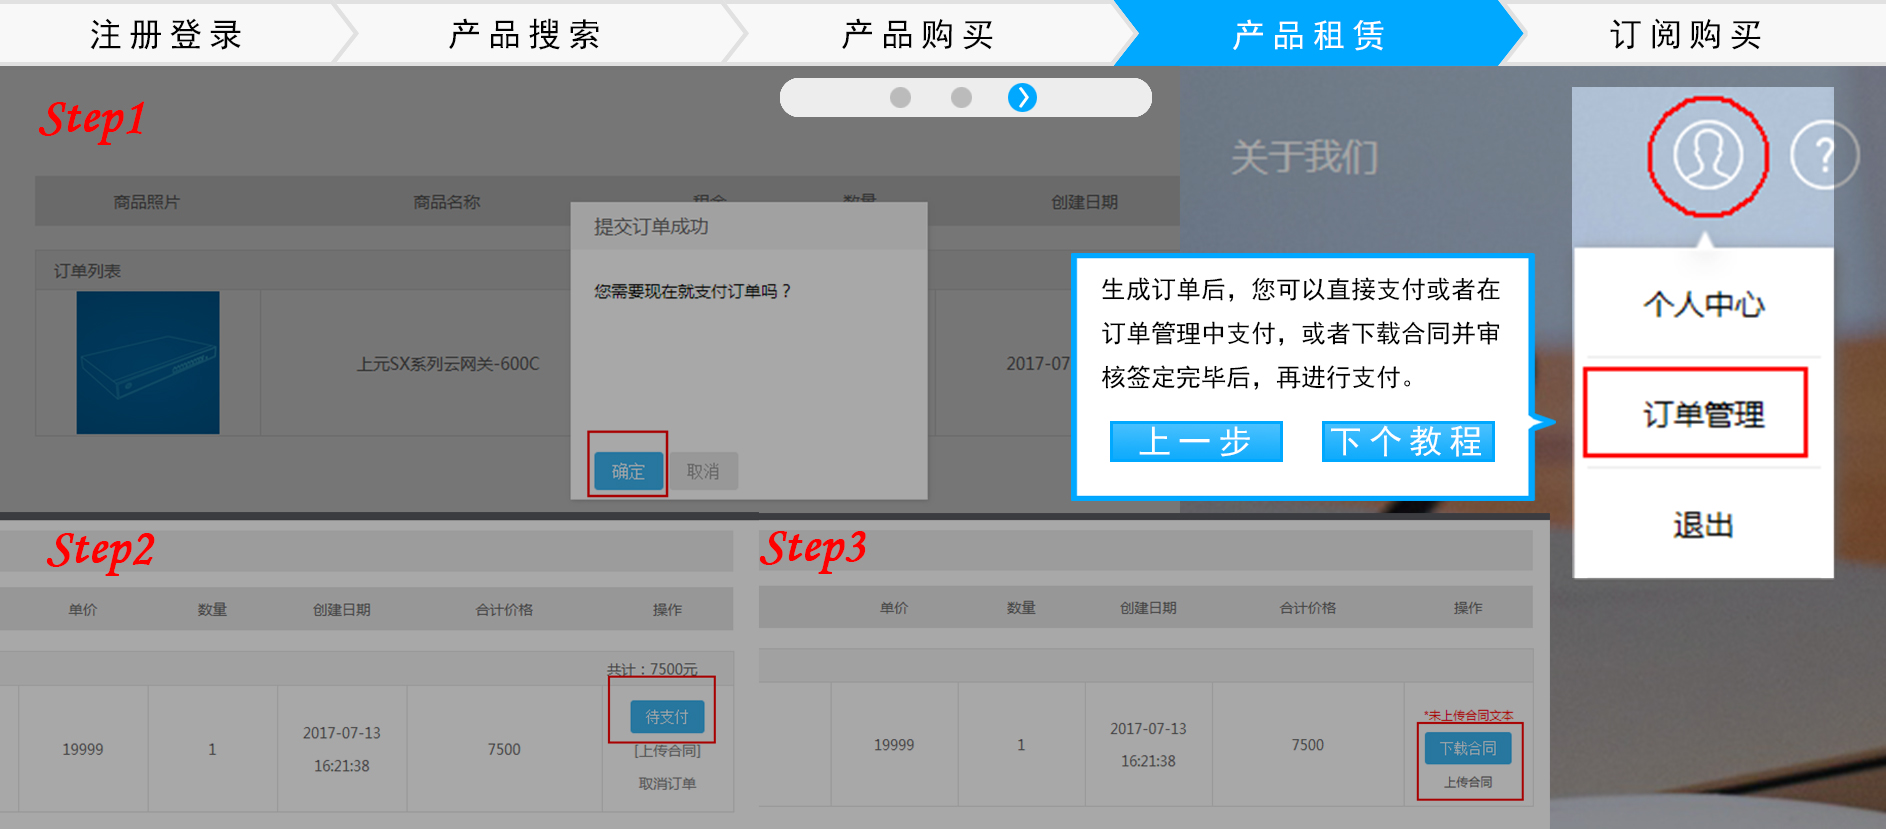 注册登录
产品搜索
产品购买
产品租赁
订阅购买
Step1
关于我们
?
商品照片
商品名称
租金
数量
创建日期
订单列表
上元SX系列云网关-600C
2017-07
提交订单成功
您需要现在就支付订单吗？
确定
取消
生成订单后，您可以直接支付或者在
订单管理中支付，或者下载合同并审
核签定完毕后，再进行支付。
上一步
下个教程
个人中心
订单管理
退出
Step2
单价
数量
创建日期
合计价格
操作
共计：7500元
19999
1
2017-07-13
16:21:38
7500
待支付
[上传合同]
取消订单
Step3
单价
数量
创建日期
合计价格
操作
19999
1
2017-07-13
16:21:38
7500
*未上传合同文本
下载合同
上传合同